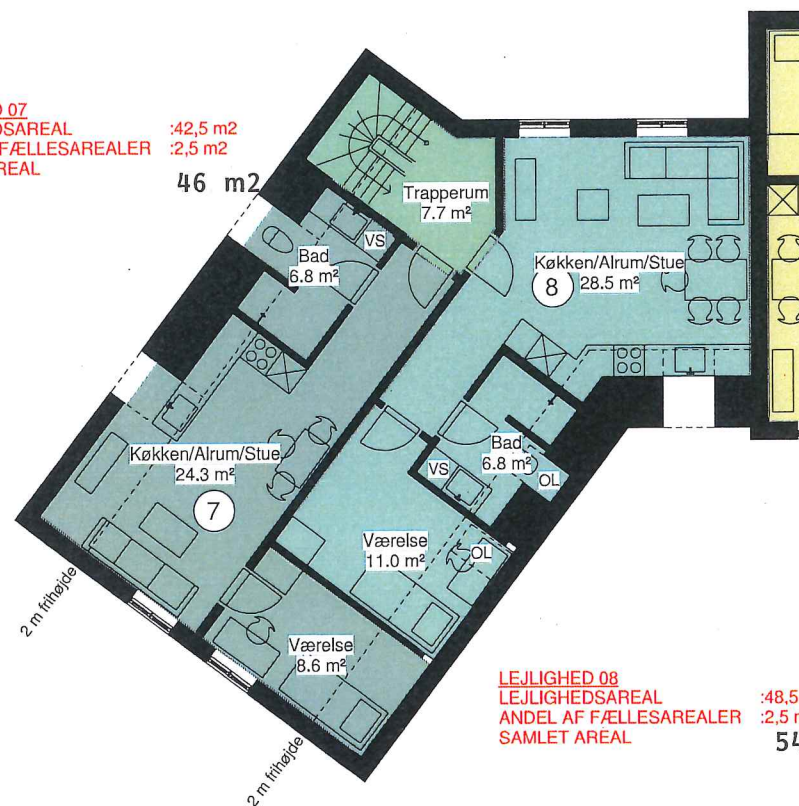 07
:42,5 m2
FÆLLESAREALER :2,5 m2
46 m2
Trapperum
7.7 m²
VS
Bad
6.8 m²
Køkken/Alrum/Stue
28.5 m²
8
Køkken/Alrum/Stue
24.3 m²
7
Bad
6.8 m²
VS
OL
Værelse
11.0 m²
OL
Værelse
8.6 m²
2 m frihøjde
2 m frihøjde
LEJLIGHED 08
LEJLIGHEDSAREAL :48,5
ANDEL AF FÆLLESAREALER :2,5
SAMLET AREAL
54